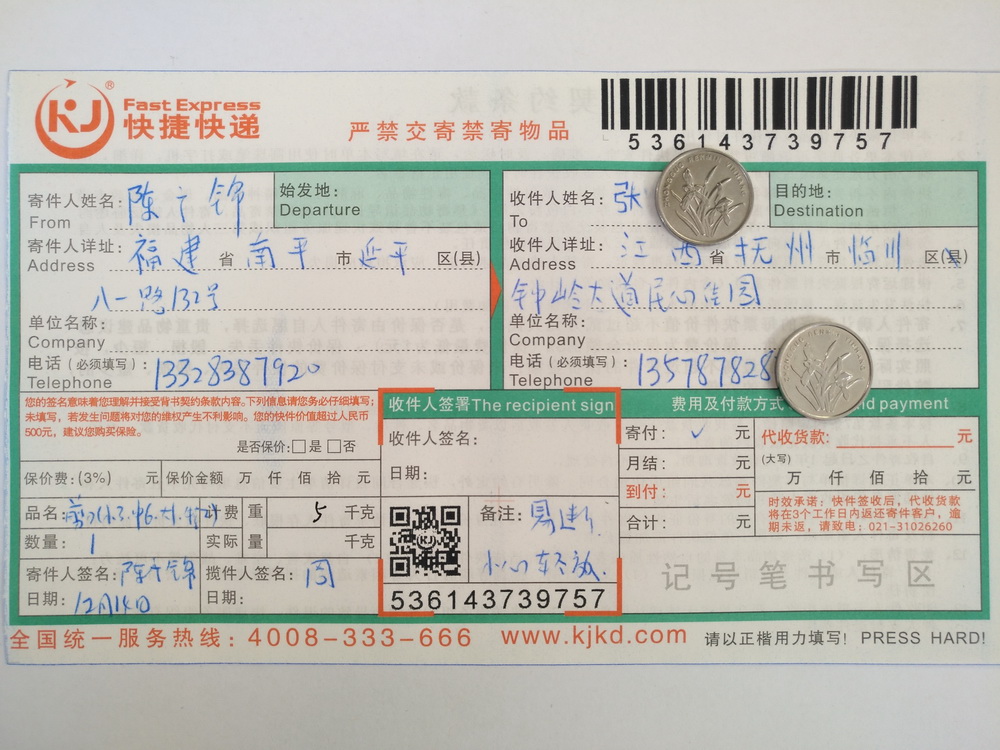 KJ ® Fast Express
快捷快递
严禁交寄禁寄物品
536143739757
寄件人姓名: 陈广锦
From
始发地:
Departure
寄件人详址: 福建 省 南平 市 延平 区(县)
Address
八一路132号
单位名称:
Company
电话 (必须填写): 13328387920
Telephone
收件人姓名: 张
To
目的地:
Destination
收件人详址: 江西 省 抚州 市 临川 区(县)
Address
钟岭大道民心佳园
单位名称:
Company
电话 (必须填写): 135787828
Telephone
您的签名意味着您理解并接受背书契约条款内容。下列信息请您务必仔细填写;
未填写,若发生问题将对您的维权产生不利影响。您的快件价值超过人民币
500元,建议您购买保险。
是否保价:□是 □否
保价费:(3%) 元 保价金额 万 仟 佰 拾 元
品名: 计费 重 5 千克
数量: 1 实际 量 千克
寄件人签名: 陈广锦 揽件人签名: 周
日期: 12月14日 日期:
收件人签署The recipient sign
收件人签名:
日期:
KJ
备注: 易断
小心轻放.
536143739757
费用及付款方式 nd payment
寄付: ✓ 元
月结: 元
到付: 元
合计: 元
代收货款: 元
(大写)
万 仟 佰 拾 元
时效承诺: 快件签收后, 代收货款
将在3个工作日内返还寄件客户, 逾
期未返, 请致电: 021-31026260
记号笔书写区
全国统一服务热线: 4008-333-666 www.kjkd.com 请以正楷用力填写! PRESS HARD!